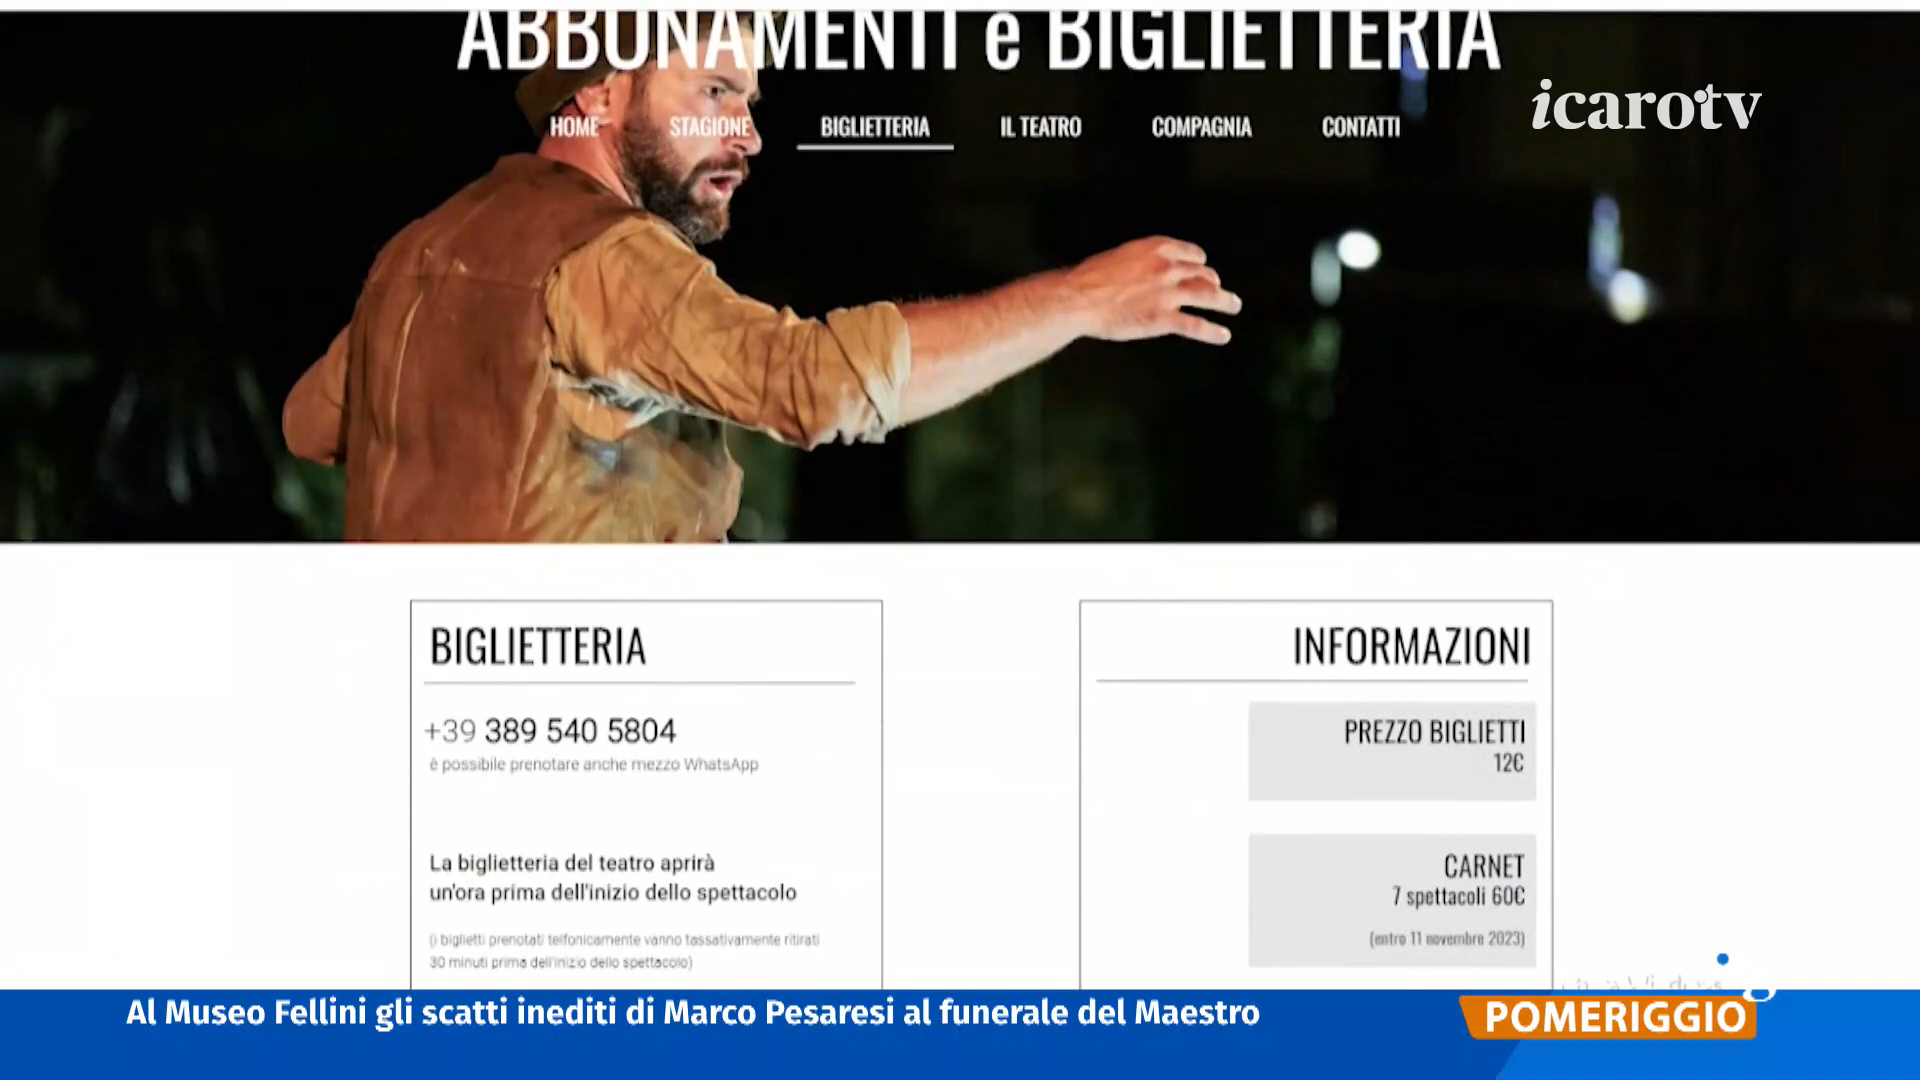 ABBONAMENTI e BIGLIETTERIA
icarotv
HOME STAGIONE BIGLIETTERIA IL TEATRO COMPAGNIA CONTATTI
BIGLIETTERIA
+39 389 540 5804
è possibile prenotare anche mezzo WhatsApp
La biglietteria del teatro aprirà
un'ora prima dell'inizio dello spettacolo
(i biglietti prenotati telfonicamente vanno tassativamente ritirati
30 minuti prima dell'inizio dello spettacolo)
INFORMAZIONI
PREZZO BIGLIETTI
12€
CARNET
7 spettacoli 60€
(entro 11 novembre 2023)
Al Museo Fellini gli scatti inediti di Marco Pesaresi al funerale del Maestro
POMERIGGIO